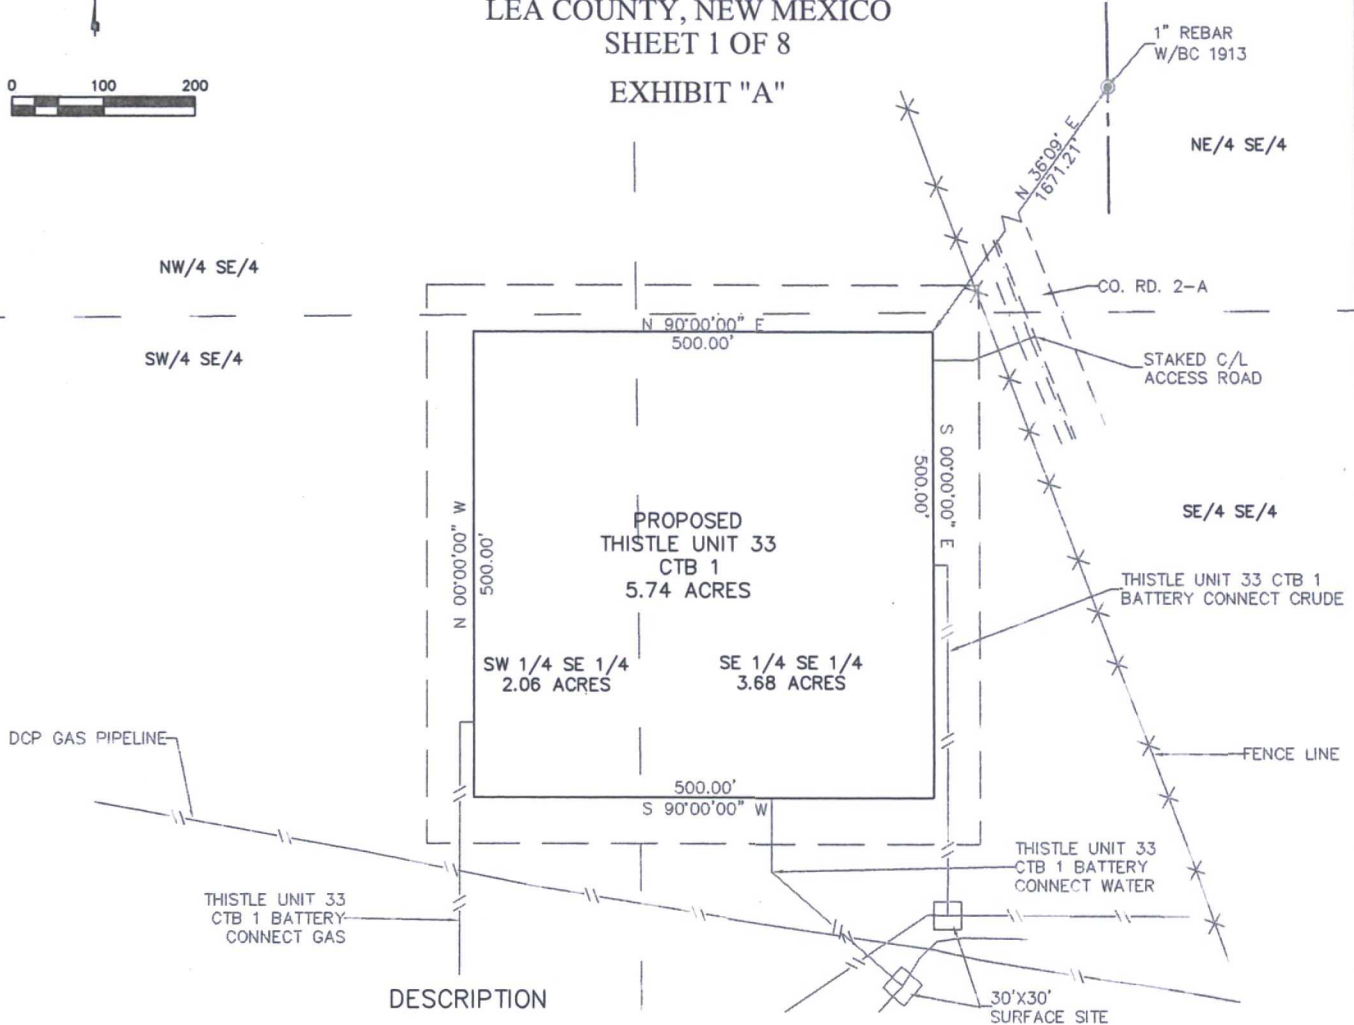 LEA COUNTY, NEW MEXICO
SHEET 1 OF 8
EXHIBIT "A"
0 100 200
1" REBAR
W/BC 1913
N 36°09' E
1671.21'
NE/4 SE/4
NW/4 SE/4
CO. RD. 2-A
N 90°00'00" E
500.00'
SW/4 SE/4
STAKED C/L
ACCESS ROAD
S 00°00'00" E
500.00'
N 00°00'00" W
500.00'
SE/4 SE/4
PROPOSED
THISTLE UNIT 33
CTB 1
5.74 ACRES
THISTLE UNIT 33 CTB 1
BATTERY CONNECT CRUDE
SW 1/4 SE 1/4
2.06 ACRES
SE 1/4 SE 1/4
3.68 ACRES
DCP GAS PIPELINE
FENCE LINE
500.00'
S 90°00'00" W
THISTLE UNIT 33
CTB 1 BATTERY
CONNECT WATER
THISTLE UNIT 33
CTB 1 BATTERY
CONNECT GAS
DESCRIPTION
30'X30'
SURFACE SITE